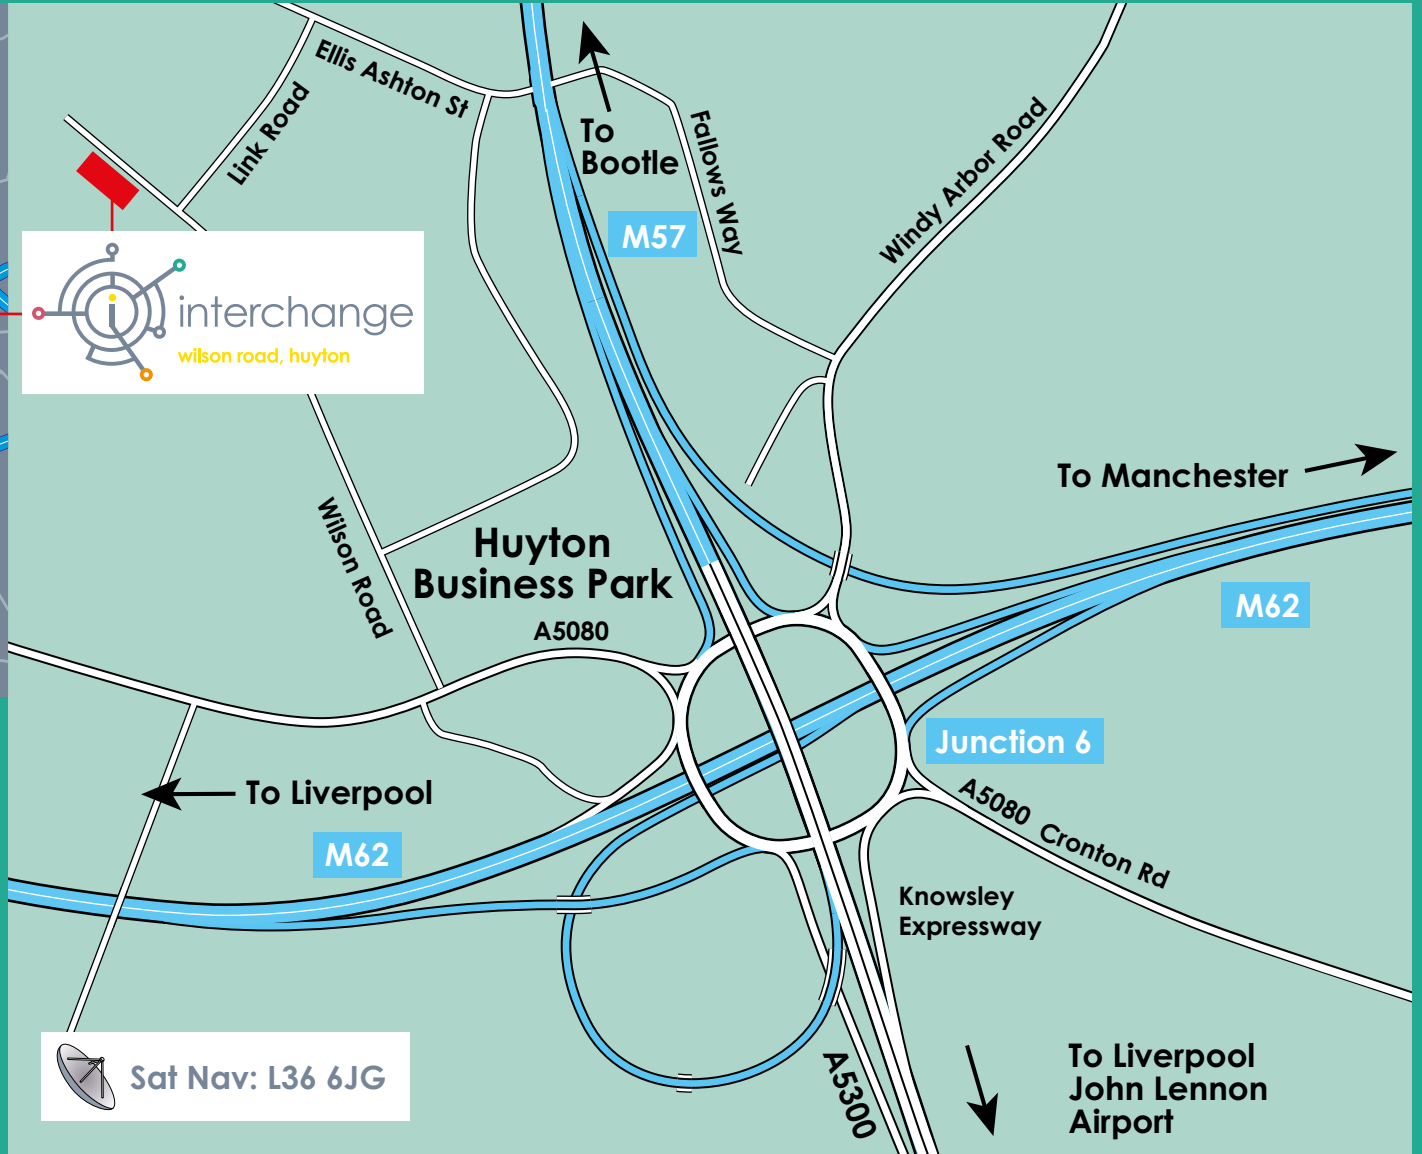 Ellis Ashton St
Link Road
To
Bootle
Fallows Way
Windy Arbor Road
M57
interchange
wilson road, huyton
To Manchester
Wilson Road
Huyton
Business Park
A5080
M62
Junction 6
To Liverpool
M62
A5080 Cronton Rd
Knowsley
Expressway
A5300
To Liverpool
John Lennon
Airport
Sat Nav: L36 6JG